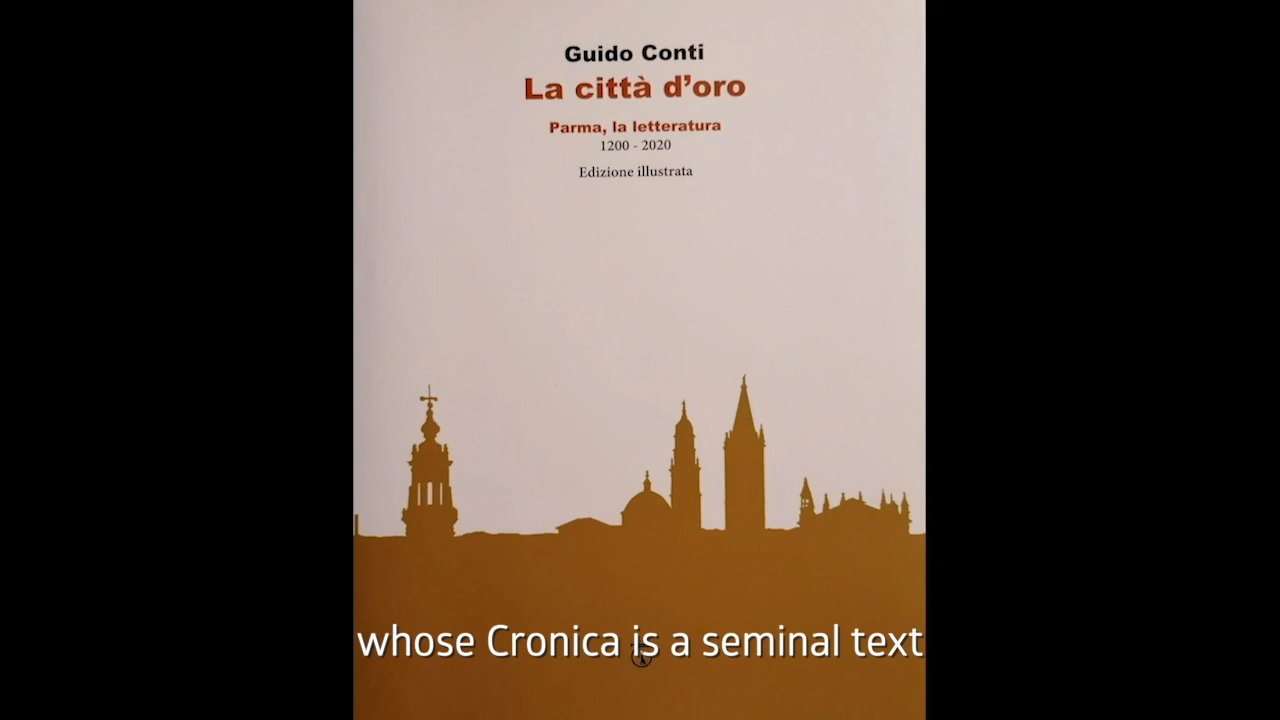 Guido Conti
La città d'oro
Parma, la letteratura
1200 - 2020
Edizione illustrata
whose Cronica is a seminal text